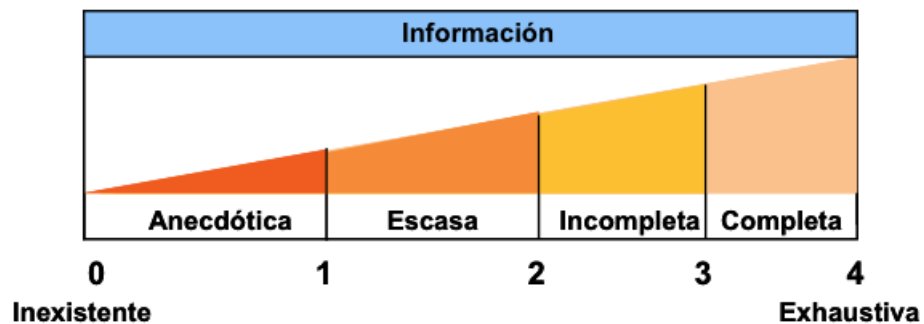 Información
Anecdótica Escasa Incompleta Completa
0 1 2 3 4
Inexistente Exhaustiva